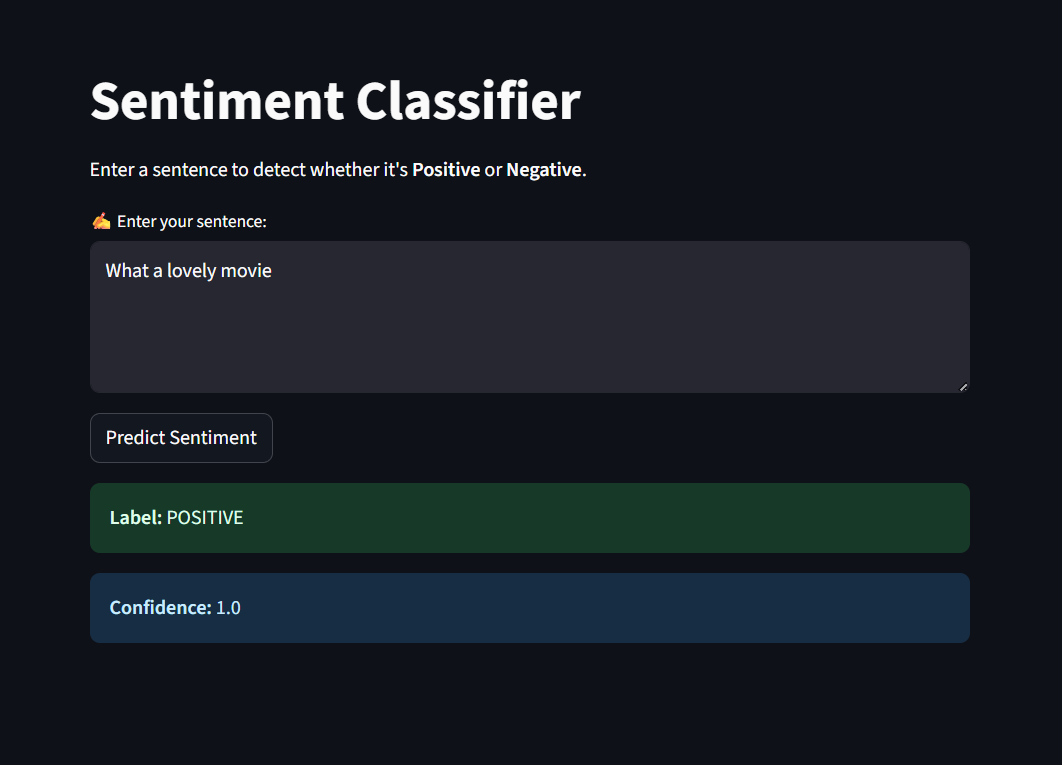 Sentiment Classifier
Enter a sentence to detect whether it's Positive or Negative.
✍️ Enter your sentence:
What a lovely movie
Predict Sentiment
Label: POSITIVE
Confidence: 1.0